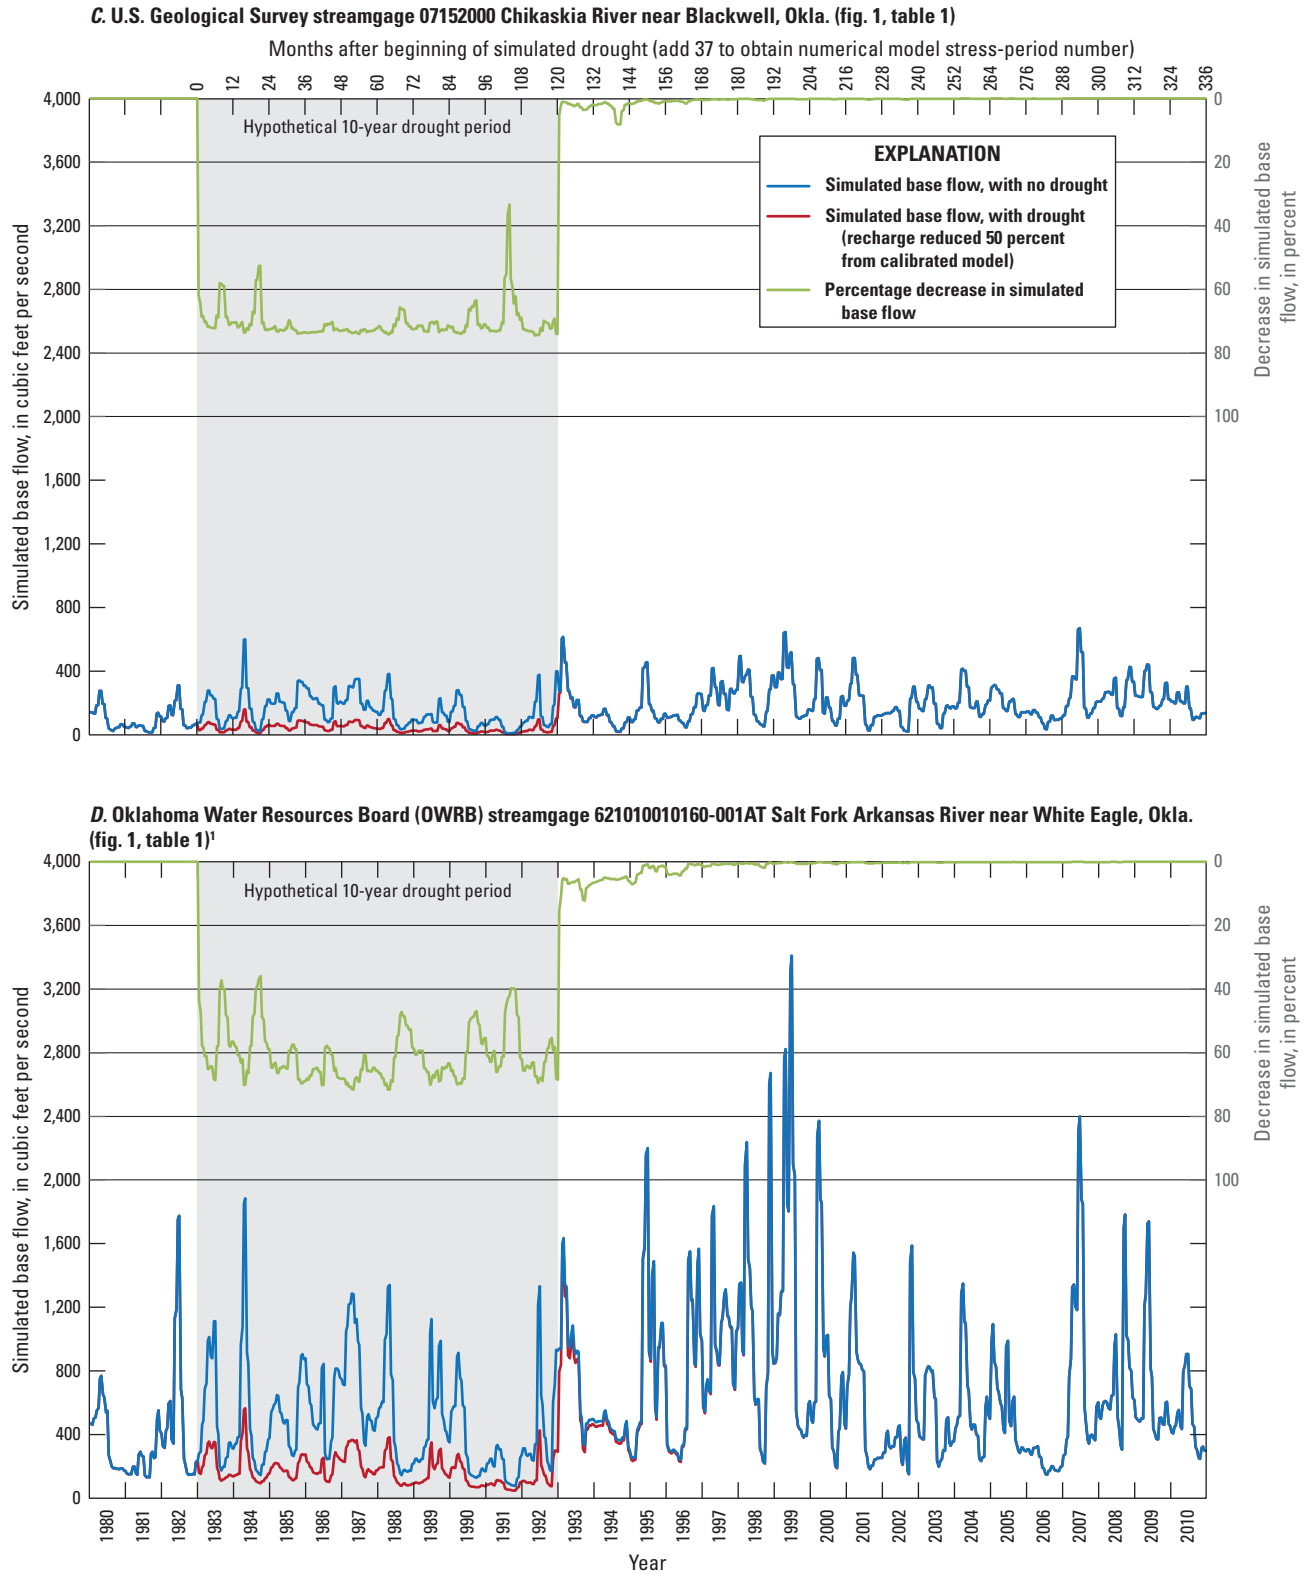 C. U.S. Geological Survey streamgage 07152000 Chikaskia River near Blackwell, Okla. (fig. 1, table 1)
Months after beginning of simulated drought (add 37 to obtain numerical model stress-period number)
0 12 24 36 48 60 72 84 96 108 120 132 144 156 168 180 192 204 216 228 240 252 264 276 288 300 312 324 336
4,000
3,600
3,200
2,800
2,400
2,000
1,600
1,200
800
400
0
Simulated base flow, in cubic feet per second
Hypothetical 10-year drought period
EXPLANATION
Simulated base flow, with no drought
Simulated base flow, with drought
(recharge reduced 50 percent
from calibrated model)
Percentage decrease in simulated
base flow
0
20
40
60
80
100
Decrease in simulated base
flow, in percent
D. Oklahoma Water Resources Board (OWRB) streamgage 621010010160-001AT Salt Fork Arkansas River near White Eagle, Okla.
(fig. 1, table 1)¹
4,000
3,600
3,200
2,800
2,400
2,000
1,600
1,200
800
400
0
Simulated base flow, in cubic feet per second
Hypothetical 10-year drought period
0
20
40
60
80
100
Decrease in simulated base
flow, in percent
1980 1981 1982 1983 1984 1985 1986 1987 1988 1989 1990 1991 1992 1993 1994 1995 1996 1997 1998 1999 2000 2001 2002 2003 2004 2005 2006 2007 2008 2009 2010
Year